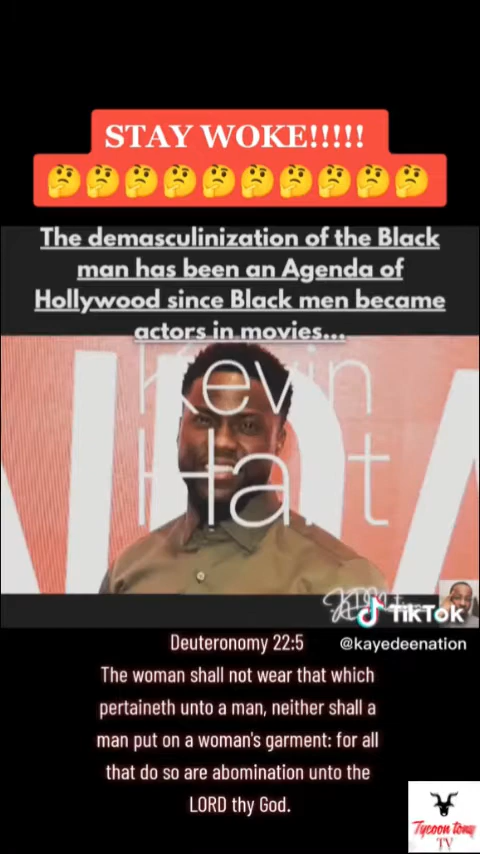 STAY WOKE!!!!!
🤔🤔🤔🤔🤔🤔🤔🤔🤔🤔
The demasculinization of the Black
man has been an Agenda of
Hollywood since Black men became
actors in movies...
Kevin
Hart
TikTok
@kayedeenation
Deuteronomy 22:5
The woman shall not wear that which
pertaineth unto a man, neither shall a
man put on a woman's garment: for all
that do so are abomination unto the
LORD thy God.
Tycoon tony
TV